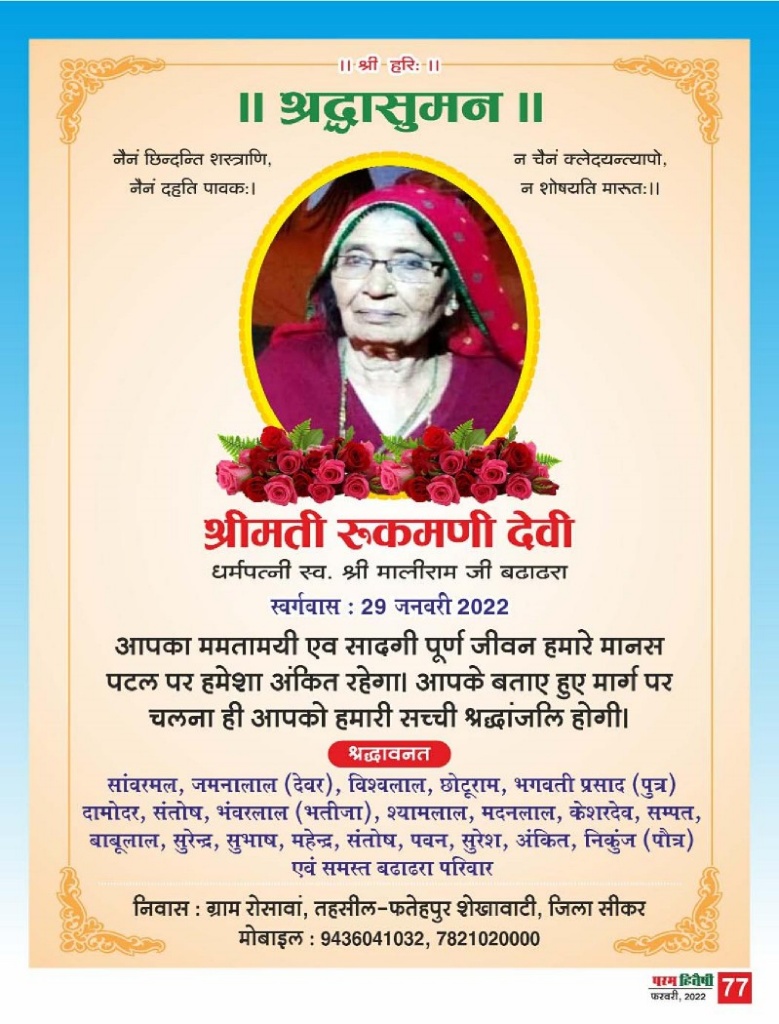 ।। श्री हरि: ।।
।। श्रद्धासुमन ।।
नैनं छिन्दन्ति शस्त्राणि,
नैनं दहति पावकः।
न चैनं क्लेदयन्त्यापो,
न शोषयति मारूतः।।
श्रीमती रूकमणी देवी
धर्मपत्नी स्व. श्री मालीराम जी बढाढरा
स्वर्गवास : 29 जनवरी 2022
आपका ममतामयी एव सादगी पूर्ण जीवन हमारे मानस
पटल पर हमेशा अंकित रहेगा। आपके बताए हुए मार्ग पर
चलना ही आपको हमारी सच्ची श्रद्धांजलि होगी।
श्रद्धावनत
सांवरमल, जमनालाल (देवर), विश्वलाल, छोटूराम, भगवती प्रसाद (पुत्र)
दामोदर, संतोष, भंवरलाल (भतीजा), श्यामलाल, मदनलाल, केशरदेव, सम्पत,
बाबूलाल, सुरेन्द्र, सुभाष, महेन्द्र, संतोष, पवन, सुरेश, अंकित, निकुंज (पौत्र)
एवं समस्त बढाढरा परिवार
निवास : ग्राम रोसावां, तहसील-फतेहपुर शेखावाटी, जिला सीकर
मोबाइल : 9436041032, 7821020000
परम हितैषी
फरवरी, 2022
77